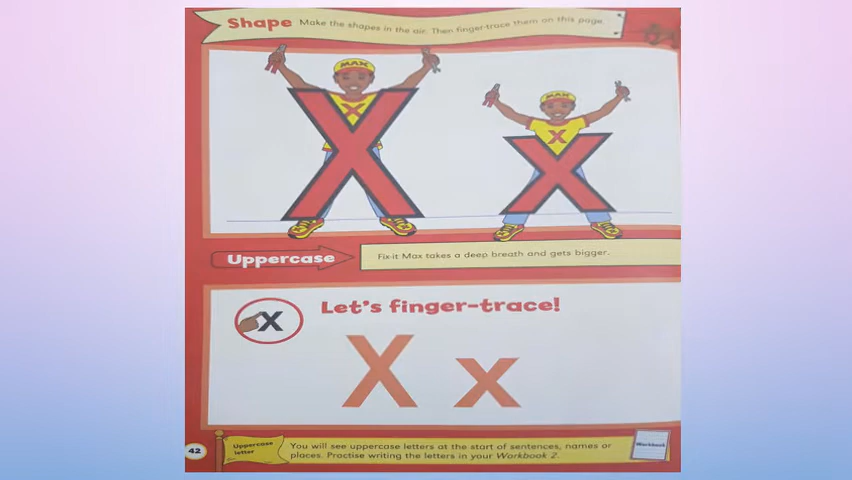 Shape Make the shapes in the air. Then finger-trace them on this page.
MAX
X
X
MAX
X
X
Uppercase Fix-it Max takes a deep breath and gets bigger.
Let's finger-trace!
X
X x
42
Uppercase
letter
You will see uppercase letters at the start of sentences, names or
places. Practise writing the letters in your Workbook 2.
Workbook